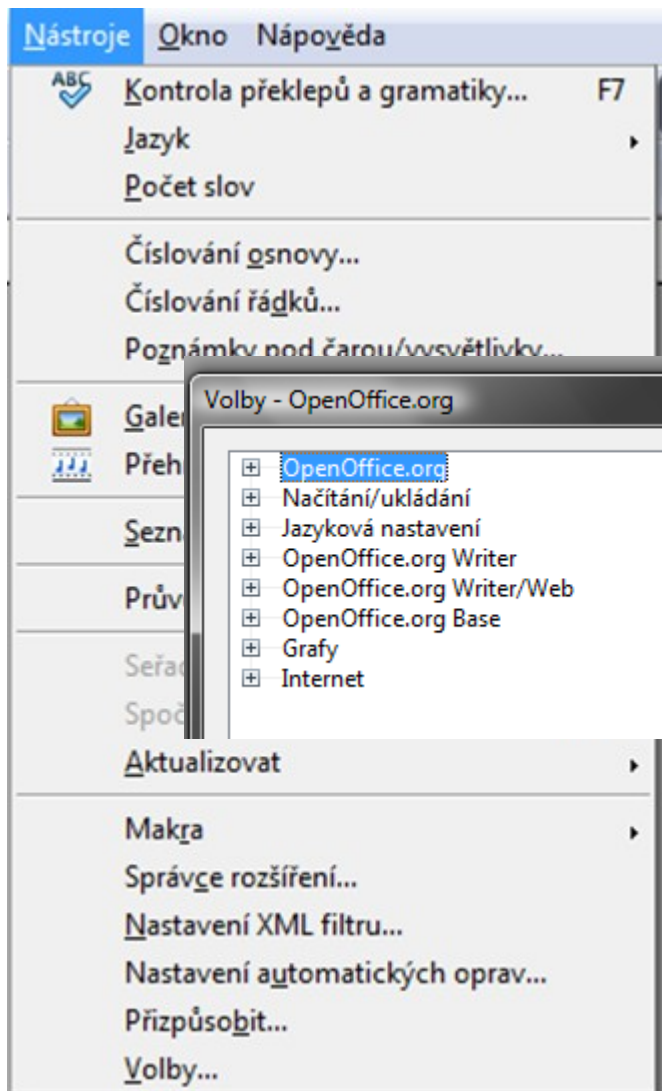 Nástroje Okno Nápověda
ABC Kontrola překlepů a gramatiky... F7
Jazyk
Počet slov
Číslování osnovy...
Číslování řádků...
Poznámky pod čarou/vysvětlivky...
Volby - OpenOffice.org
OpenOffice.org
Načítání/ukládání
Jazyková nastavení
OpenOffice.org Writer
OpenOffice.org Writer/Web
OpenOffice.org Base
Grafy
Internet
Aktualizovat
Makra
Správce rozšíření...
Nastavení XML filtru...
Nastavení automatických oprav...
Přizpůsobit...
Volby...